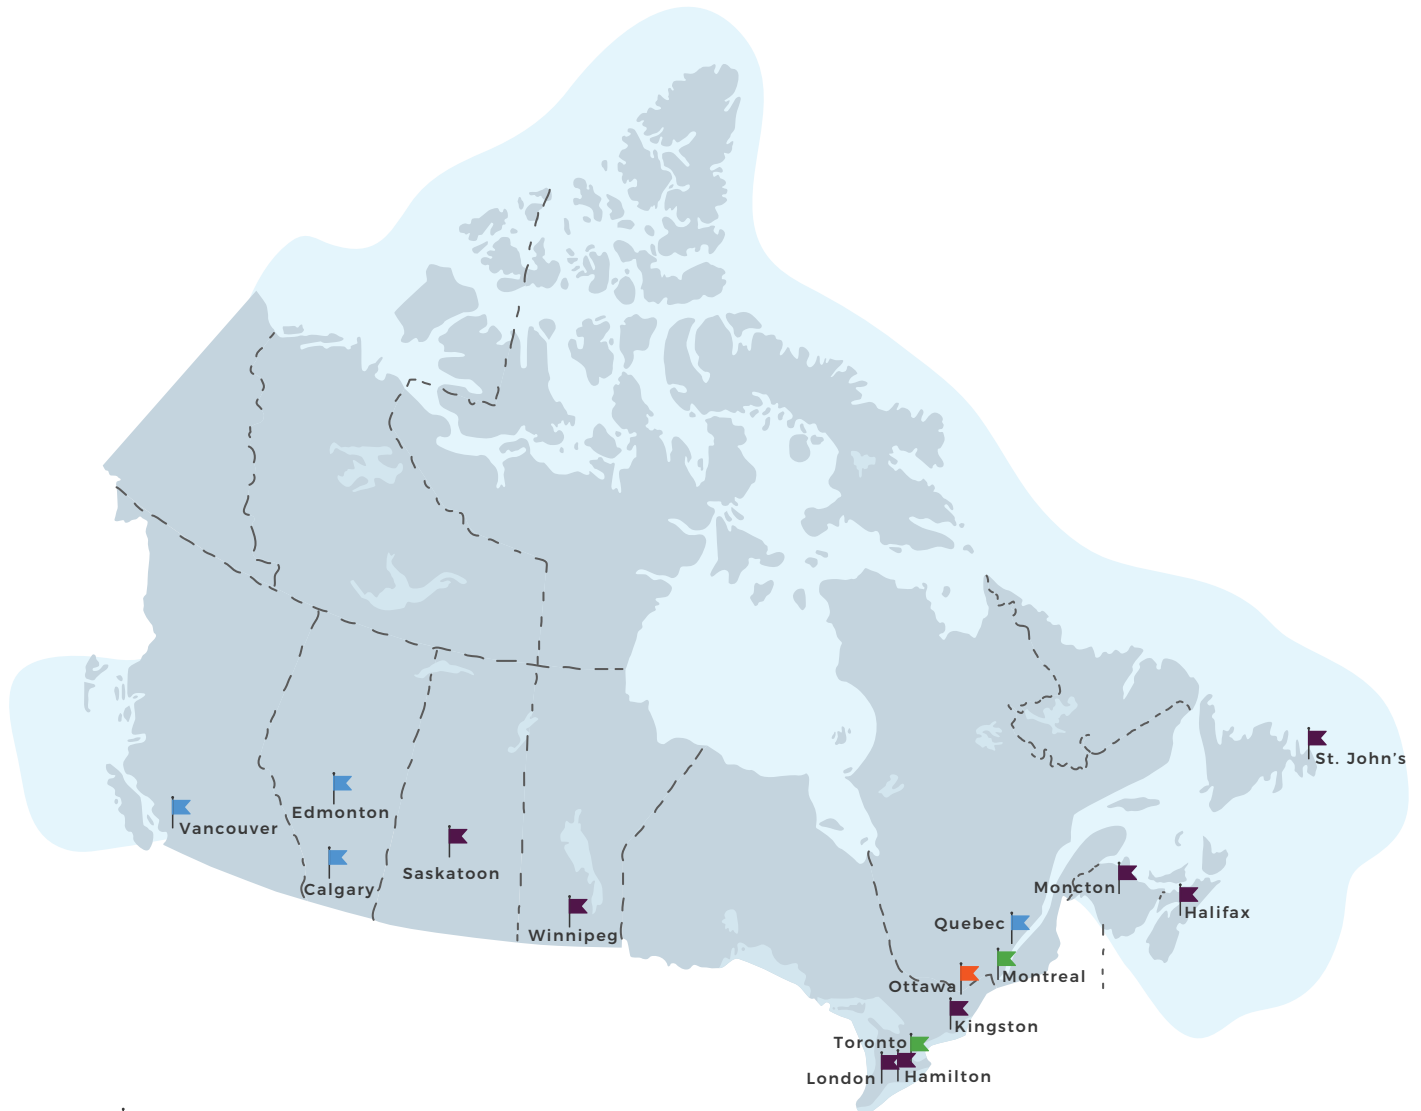 St. John's
Edmonton
Vancouver
Saskatoon
Calgary
Moncton
Halifax
Quebec
Winnipeg
Montreal
Ottawa
Kingston
Toronto
London
Hamilton